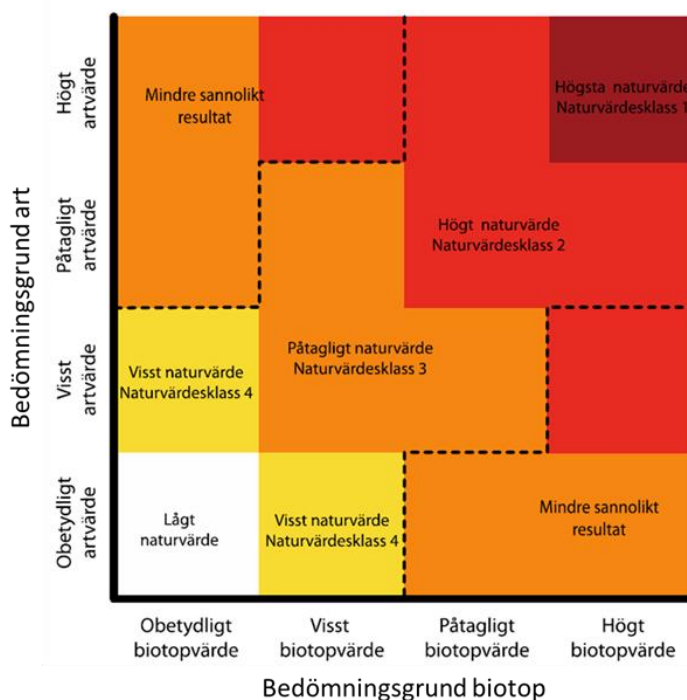 Bedömningsgrund art
Högt
artvärde
Påtagligt
artvärde
Visst
artvärde
Obetydligt
artvärde
Mindre sannolikt
resultat
Högsta naturvärde
Naturvärdesklass 1
Högt naturvärde
Naturvärdesklass 2
Påtagligt naturvärde
Naturvärdesklass 3
Visst naturvärde
Naturvärdesklass 4
Lågt
naturvärde
Visst naturvärde
Naturvärdesklass 4
Mindre sannolikt
resultat
Obetydligt
biotopvärde
Visst
biotopvärde
Påtagligt
biotopvärde
Högt
biotopvärde
Bedömningsgrund biotop